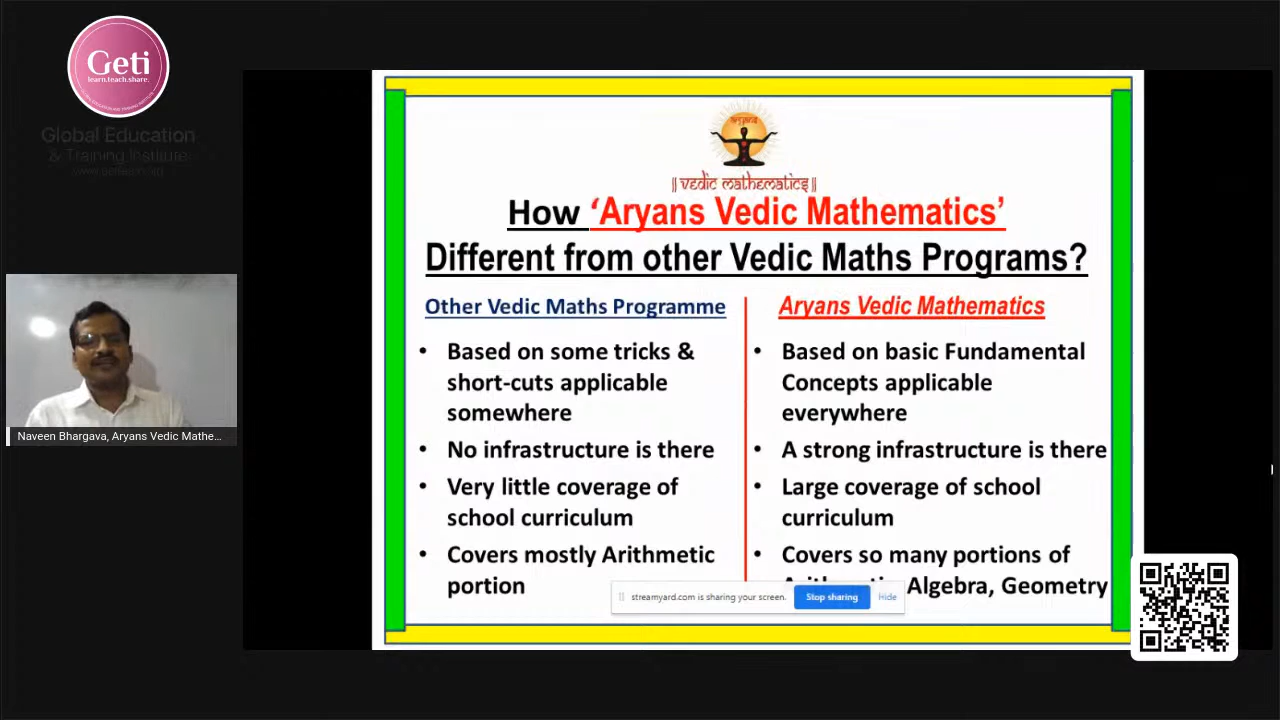 Geti
learn.teach.share.
Global Education
& Training Institute
Naveen Bhargava, Aryans Vedic Mathe...
aryans
|| vedic mathematics ||
How ‘Aryans Vedic Mathematics’
Different from other Vedic Maths Programs?
Other Vedic Maths Programme
• Based on some tricks &
short-cuts applicable
somewhere
• No infrastructure is there
• Very little coverage of
school curriculum
• Covers mostly Arithmetic
portion
Aryans Vedic Mathematics
• Based on basic Fundamental
Concepts applicable
everywhere
• A strong infrastructure is there
• Large coverage of school
curriculum
• Covers so many portions of
Algebra, Geometry
streamyard.com is sharing your screen.
Stop sharing
Hide